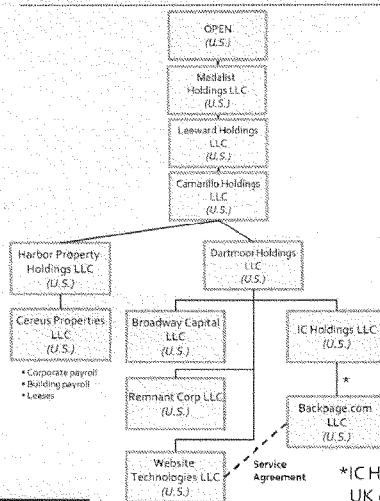 OPEN
(U.S.)
Medalist
Holdings LLC
(U.S.)
Leeward Holdings
LLC
(U.S.)
Camarillo Holdings
LLC
(U.S.)
Harbor Property
Holdings LLC
(U.S.)
Dartmoor Holdings
LLC
(U.S.)
Cereus Properties
LLC
(U.S.)
• Corporate payroll
• Building payroll
• Leases
Broadway Capital
LLC
(U.S.)
IC Holdings LLC
(U.S.)
*
Remnant Corp LLC
(U.S.)
Backpage.com
LLC
(U.S.)
Website
Technologies LLC
(U.S.)
Service
Agreement
*IC H
UK